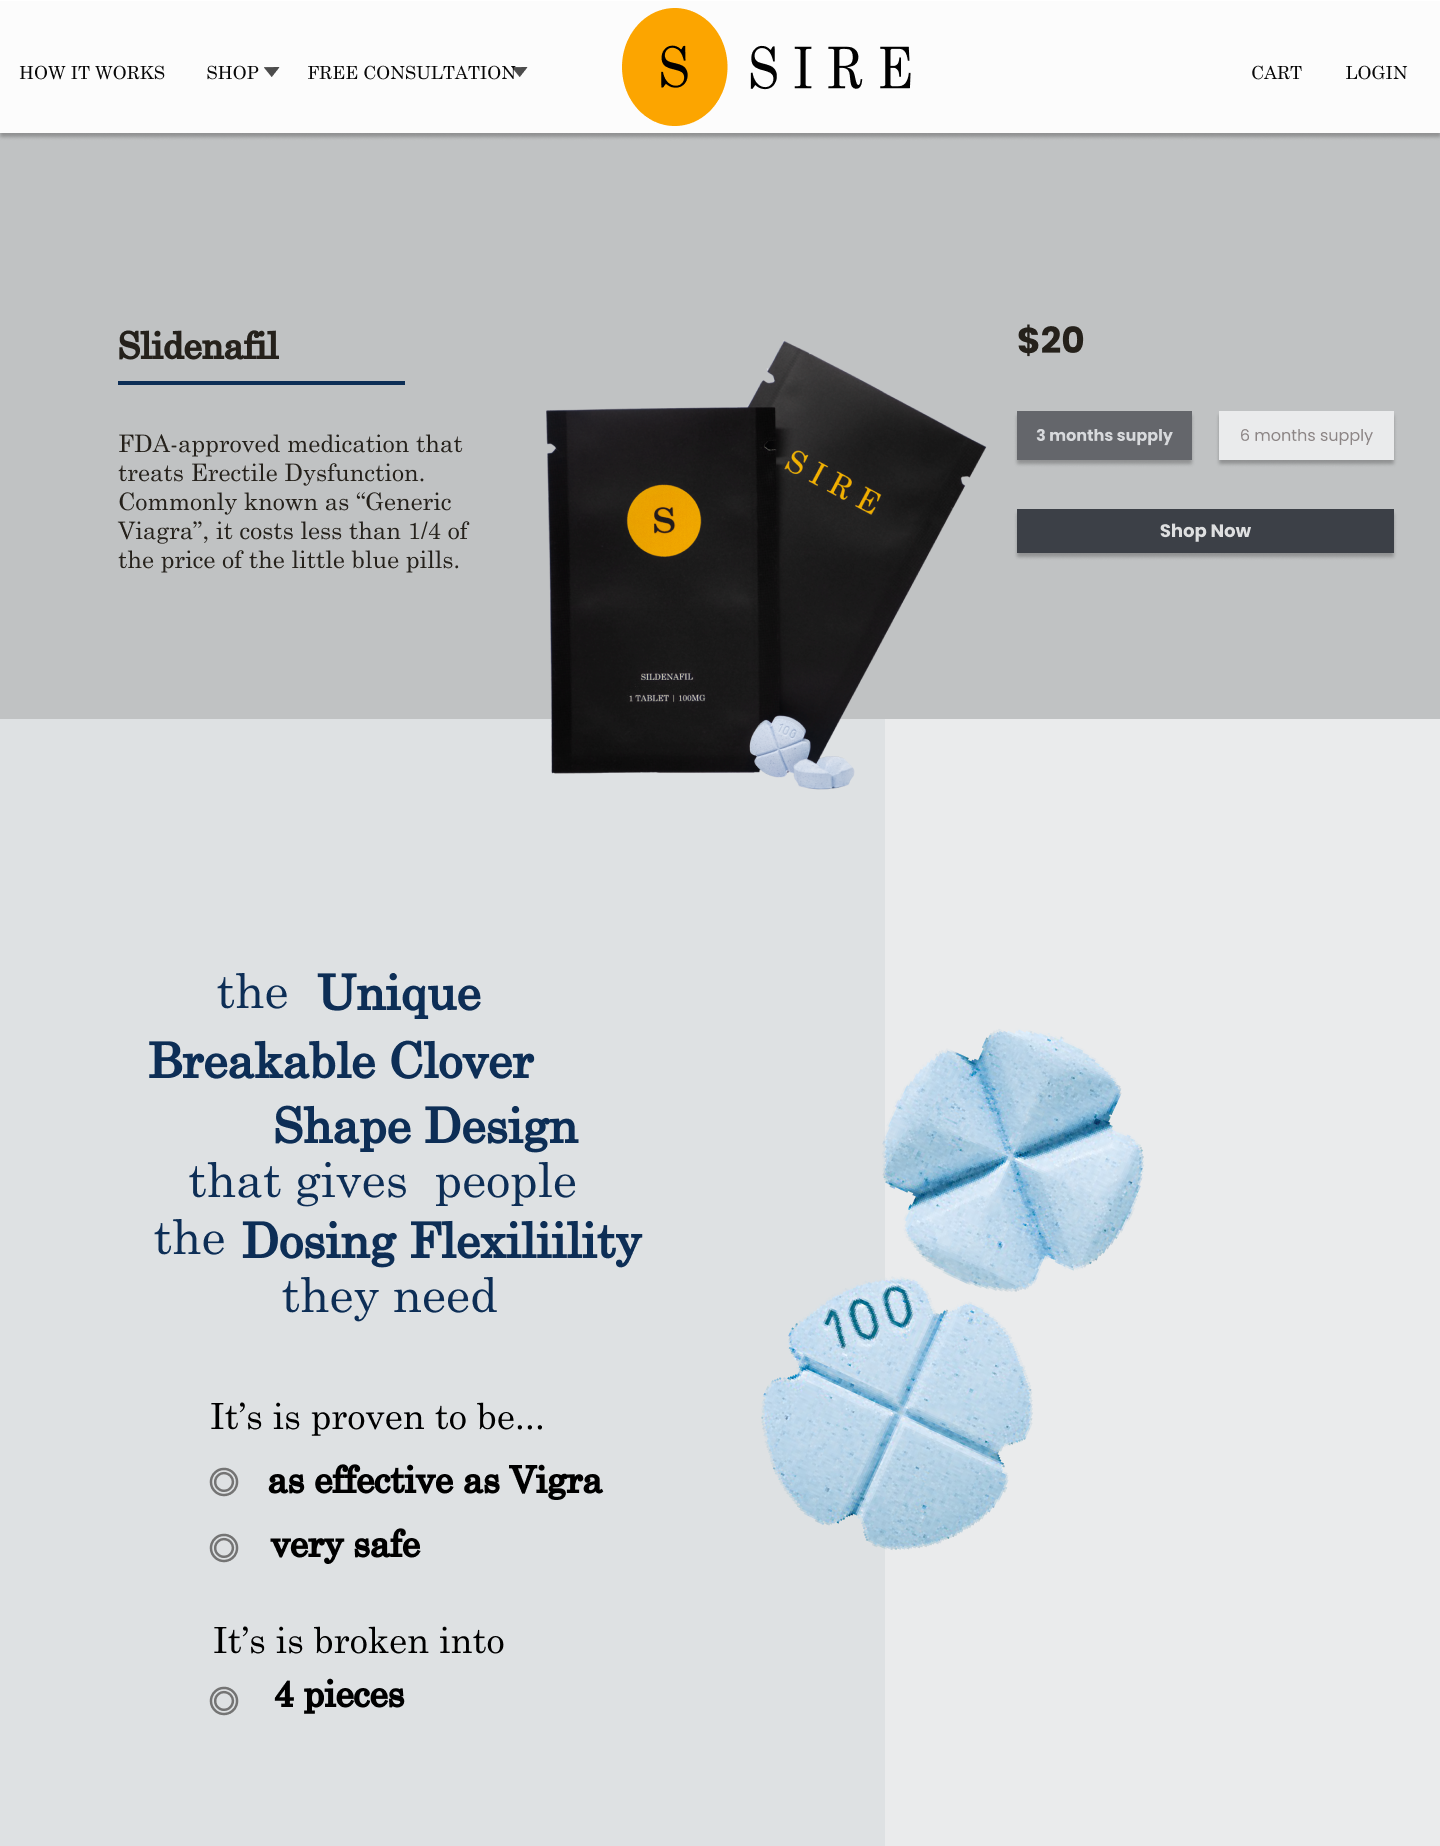 HOW IT WORKS
SHOP
FREE CONSULTATION
S
SIRE
CART
LOGIN
Slidenafil
FDA-approved medication that
treats Erectile Dysfunction.
Commonly known as “Generic
Viagra”, it costs less than 1/4 of
the price of the little blue pills.
S
SILDENAFIL
1 TABLET | 100MG
SIRE
100
$20
3 months supply
6 months supply
Shop Now
the Unique
Breakable Clover
Shape Design
that gives people
the Dosing Flexiliility
they need
100
It’s is proven to be...
as effective as Vigra
very safe
It’s is broken into
4 pieces